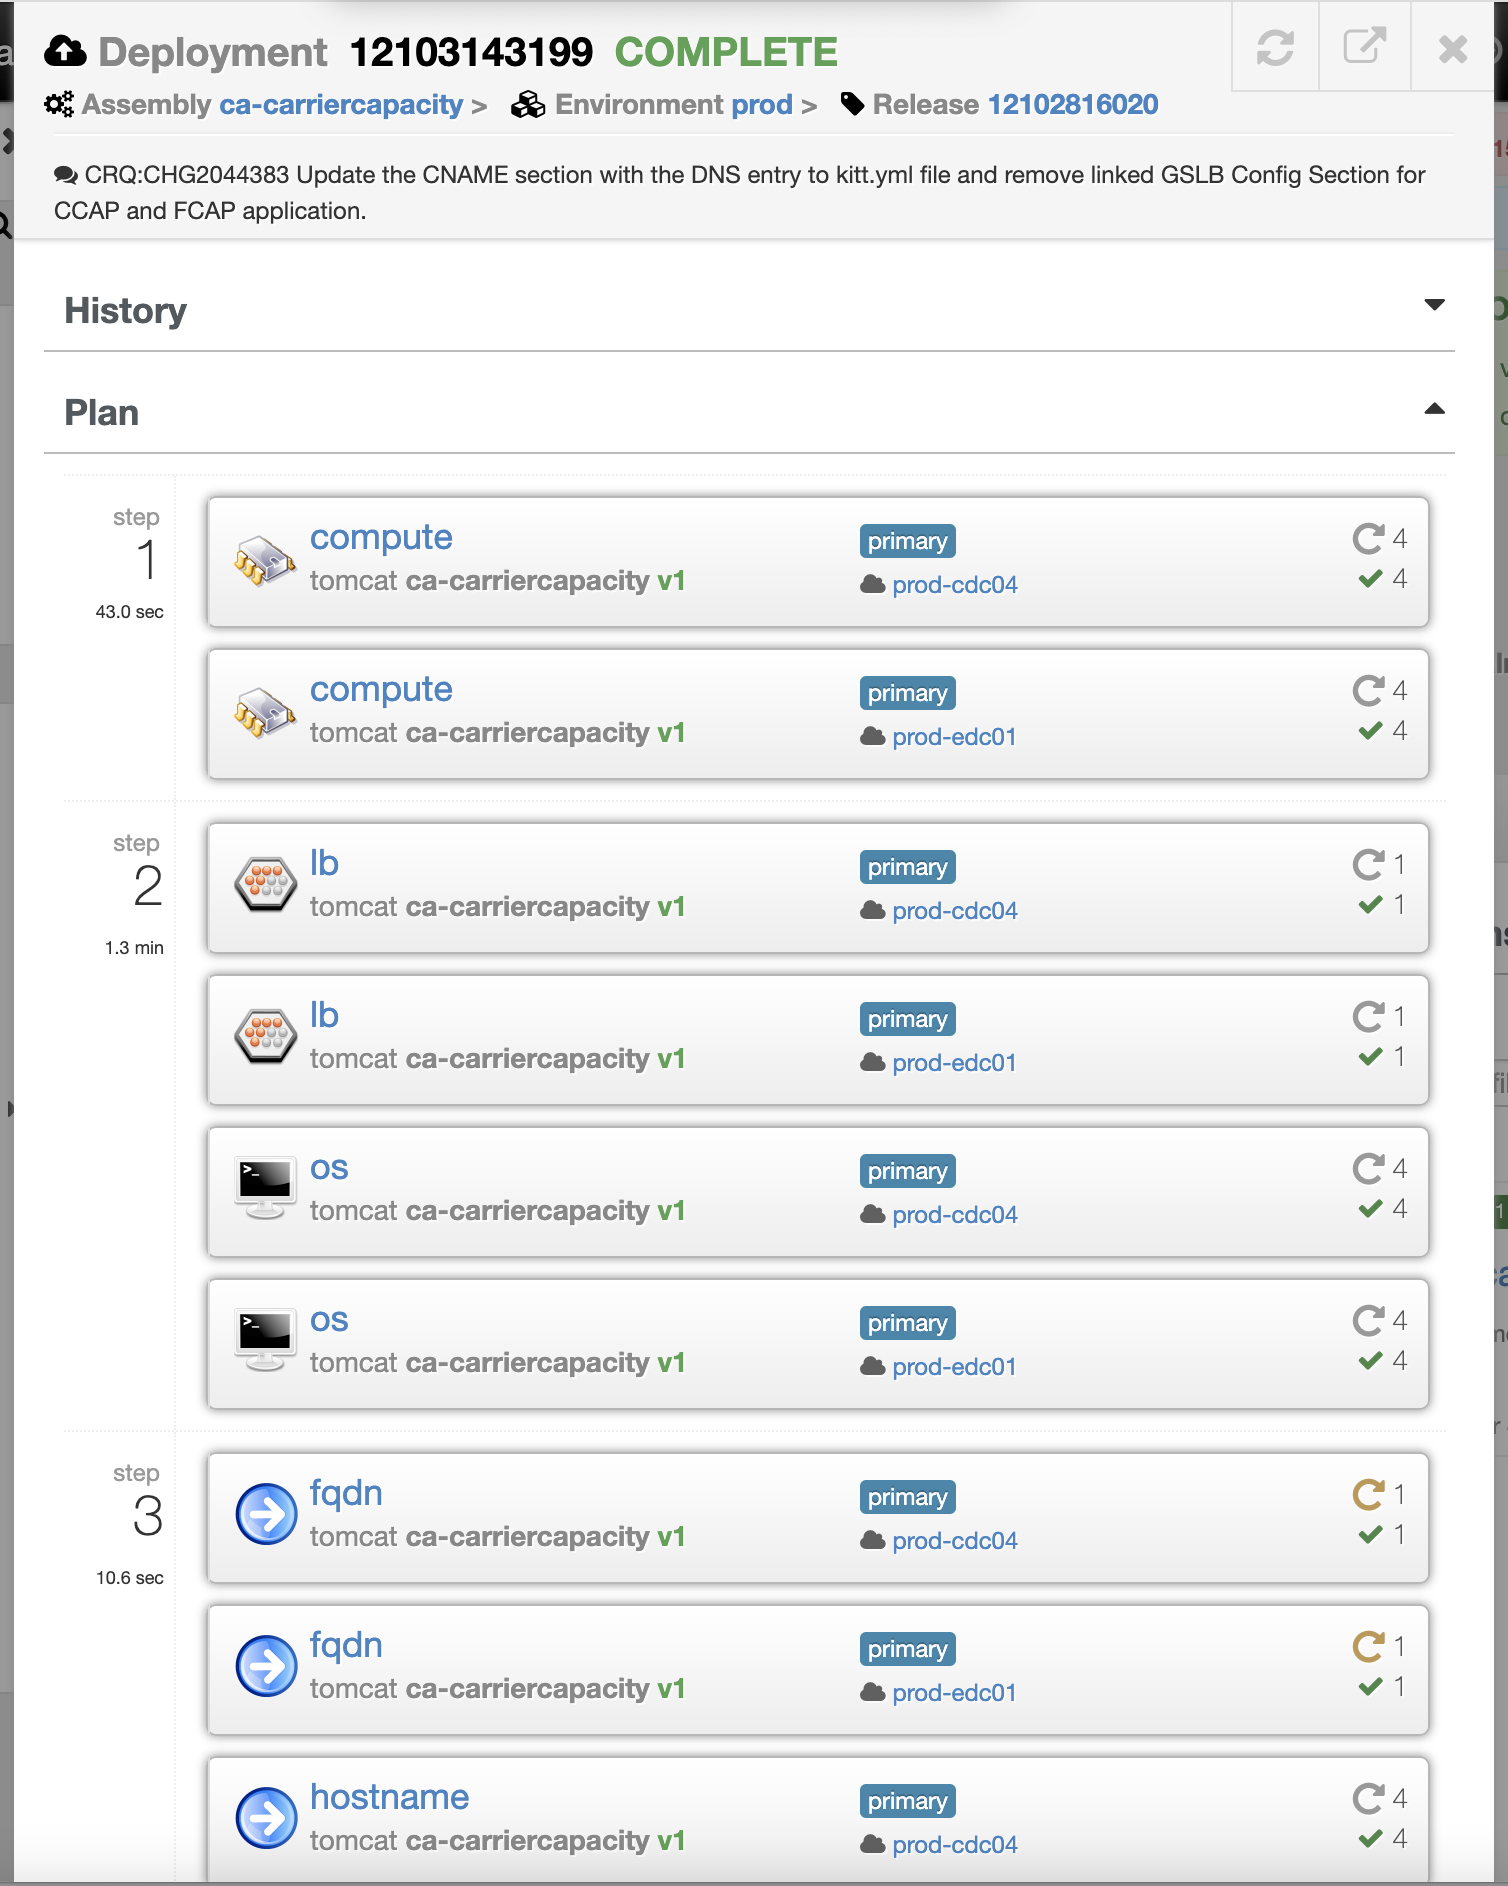 Deployment 12103143199 COMPLETE
Assembly ca-carriercapacity > Environment prod > Release 12102816020
CRQ:CHG2044383 Update the CNAME section with the DNS entry to kitt.yml file and remove linked GSLB Config Section for
CCAP and FCAP application.
History
Plan
step
1
43.0 sec
compute
tomcat ca-carriercapacity v1
primary
prod-cdc04
4
4
compute
tomcat ca-carriercapacity v1
primary
prod-edc01
4
4
step
2
1.3 min
lb
tomcat ca-carriercapacity v1
primary
prod-cdc04
1
1
lb
tomcat ca-carriercapacity v1
primary
prod-edc01
1
1
os
tomcat ca-carriercapacity v1
primary
prod-cdc04
4
4
os
tomcat ca-carriercapacity v1
primary
prod-edc01
4
4
step
3
10.6 sec
fqdn
tomcat ca-carriercapacity v1
primary
prod-cdc04
1
1
fqdn
tomcat ca-carriercapacity v1
primary
prod-edc01
1
1
hostname
tomcat ca-carriercapacity v1
primary
prod-cdc04
4
4